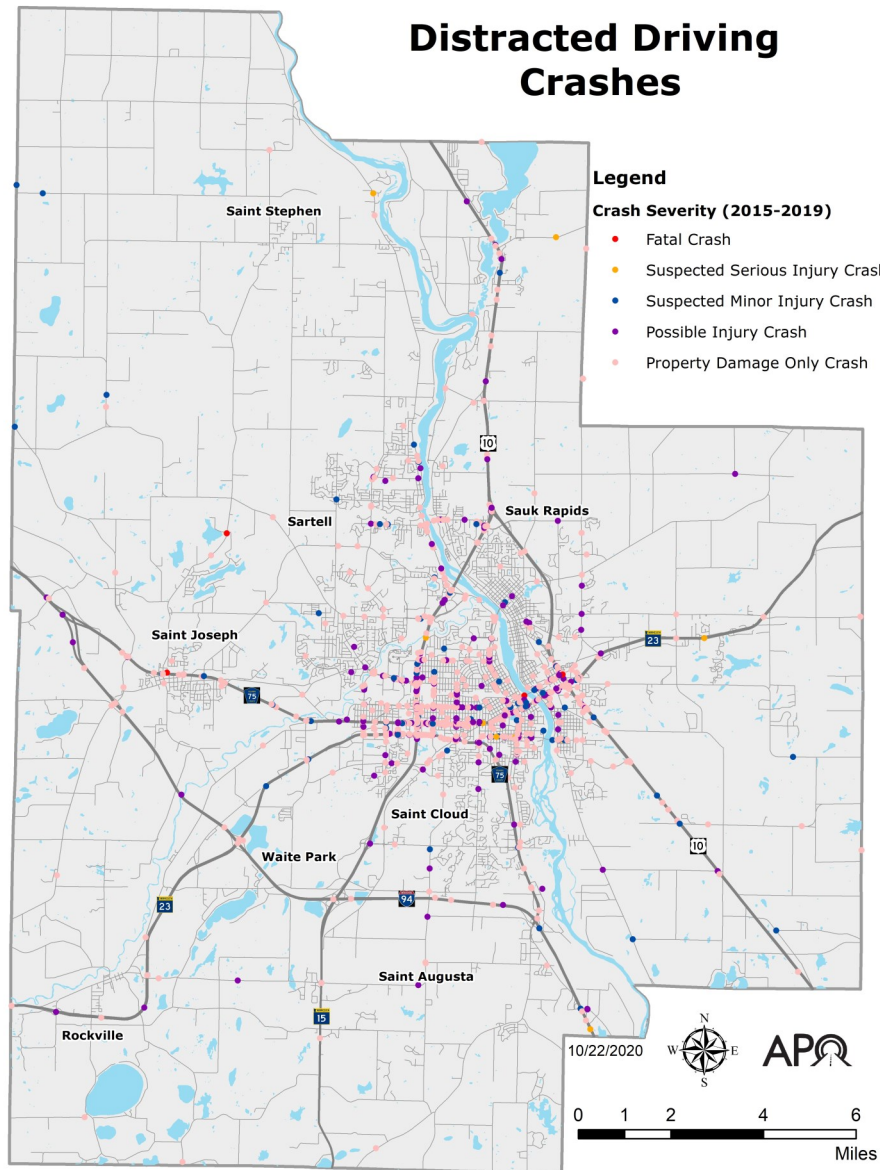 Distracted Driving
Crashes
Legend
Crash Severity (2015-2019)
Fatal Crash
Suspected Serious Injury Crash
Suspected Minor Injury Crash
Possible Injury Crash
Property Damage Only Crash
Saint Stephen
10
Sartell
Sauk Rapids
Saint Joseph
23
75
75
Saint Cloud
10
Waite Park
23
94
Saint Augusta
15
Rockville
10/22/2020
N
W
E
S
APO
0 1 2 4 6
Miles